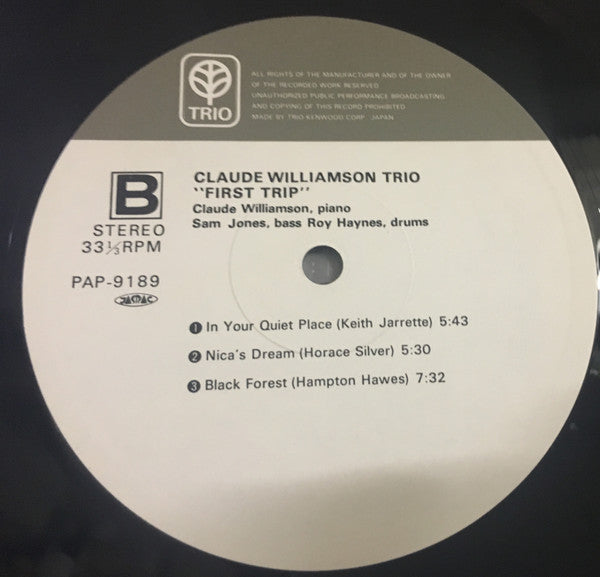 TRIO
ALL RIGHTS OF THE MANUFACTURER AND OF THE OWNER
OF THE RECORDED WORK RESERVED
UNAUTHORIZED PUBLIC PERFORMANCE BROADCASTING
AND COPYING OF THIS RECORD PROHIBITED
MADE BY TRIO-KENWOOD CORP. JAPAN
B
STEREO
33⅓RPM
PAP-9189
JASRAC
CLAUDE WILLIAMSON TRIO
"FIRST TRIP"
Claude Williamson, piano
Sam Jones, bass Roy Haynes, drums
❶ In Your Quiet Place (Keith Jarrette) 5:43
❷ Nica's Dream (Horace Silver) 5:30
❸ Black Forest (Hampton Hawes) 7:32